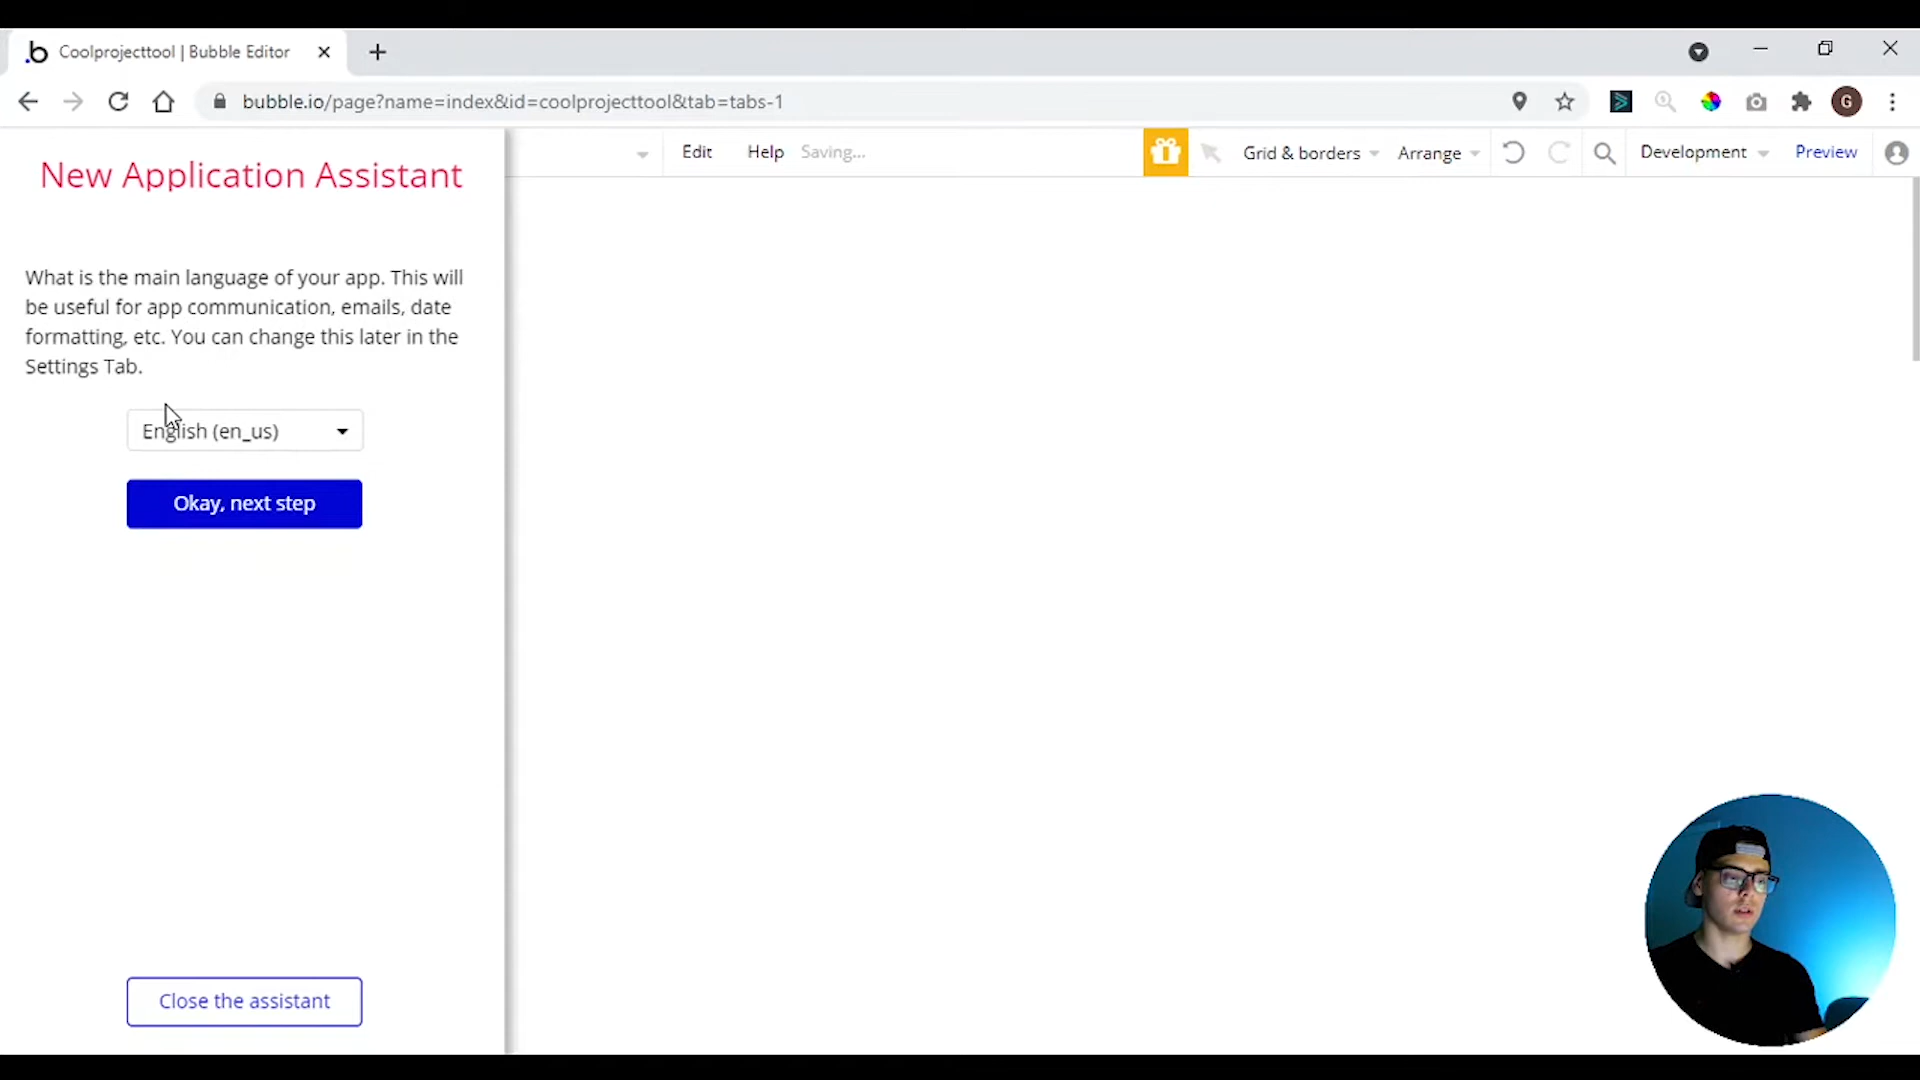 Coolprojecttool | Bubble Editor
bubble.io/page?name=index&id=coolprojecttool&tab=tabs-1
G
Edit Help Saving... Grid & borders Arrange Development Preview
New Application Assistant
What is the main language of your app. This will
be useful for app communication, emails, date
formatting, etc. You can change this later in the
Settings Tab.
English (en_us)
Okay, next step
Close the assistant